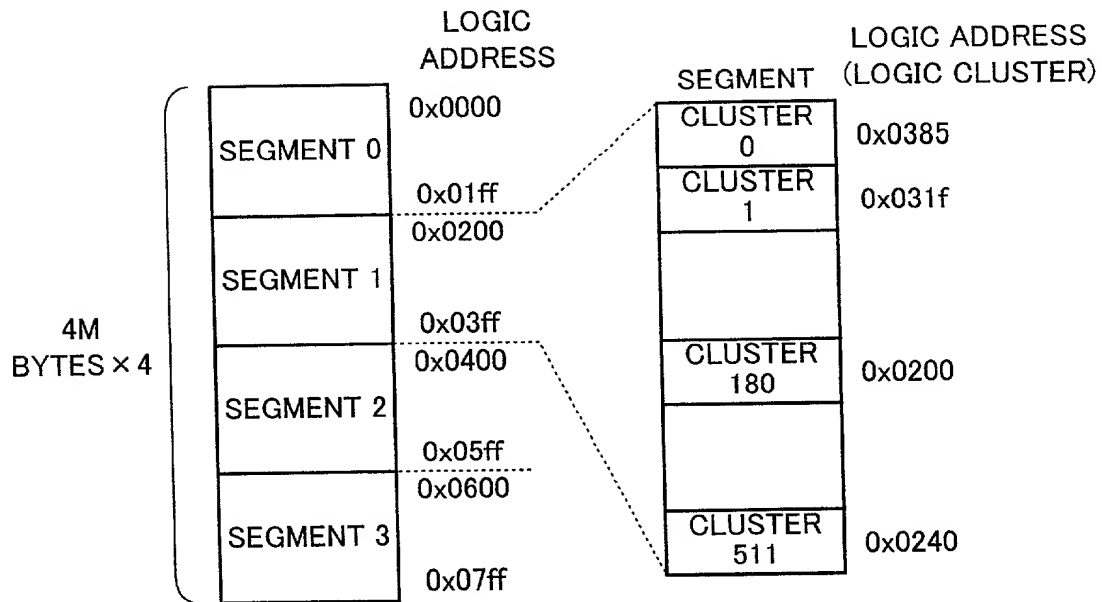 LOGIC
ADDRESS
4M
BYTES×4
SEGMENT 0
0x0000
0x01ff
SEGMENT 1
0x0200
0x03ff
SEGMENT 2
0x0400
0x05ff
SEGMENT 3
0x0600
0x07ff
SEGMENT
LOGIC ADDRESS
(LOGIC CLUSTER)
CLUSTER
0
0x0385
CLUSTER
1
0x031f
CLUSTER
180
0x0200
CLUSTER
511
0x0240